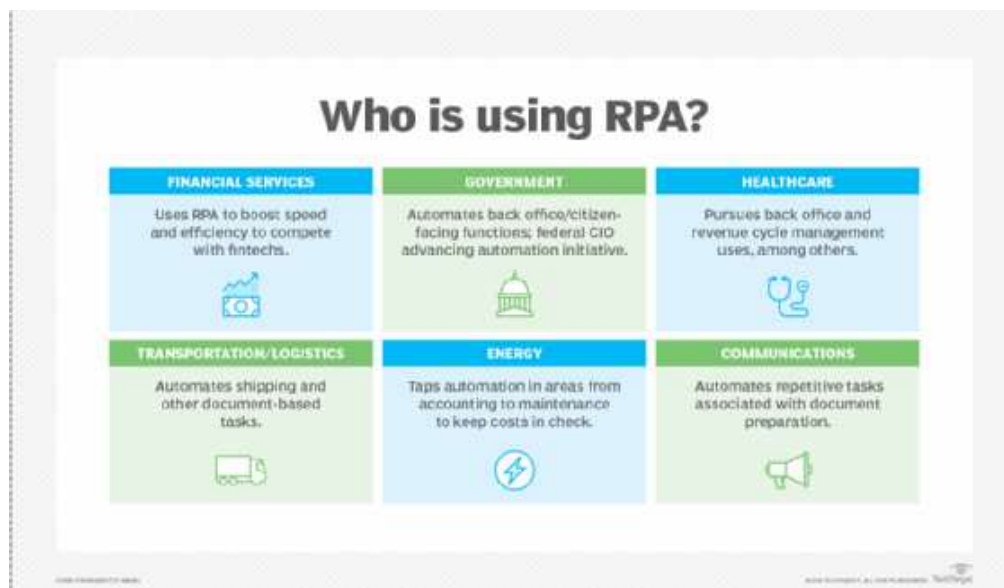 Who is using RPA?
FINANCIAL SERVICES
Uses RPA to boost speed
and efficiency to compete
with fintechs.
GOVERNMENT
Automates back office/citizen-
facing functions; federal CIO
advancing automation initiative.
HEALTHCARE
Pursues back office and
revenue cycle management
uses, among others.
TRANSPORTATION/LOGISTICS
Automates shipping and
other document-based
tasks.
ENERGY
Taps automation in areas from
accounting to maintenance
to keep costs in check.
COMMUNICATIONS
Automates repetitive tasks
associated with document
preparation.
TechTarget